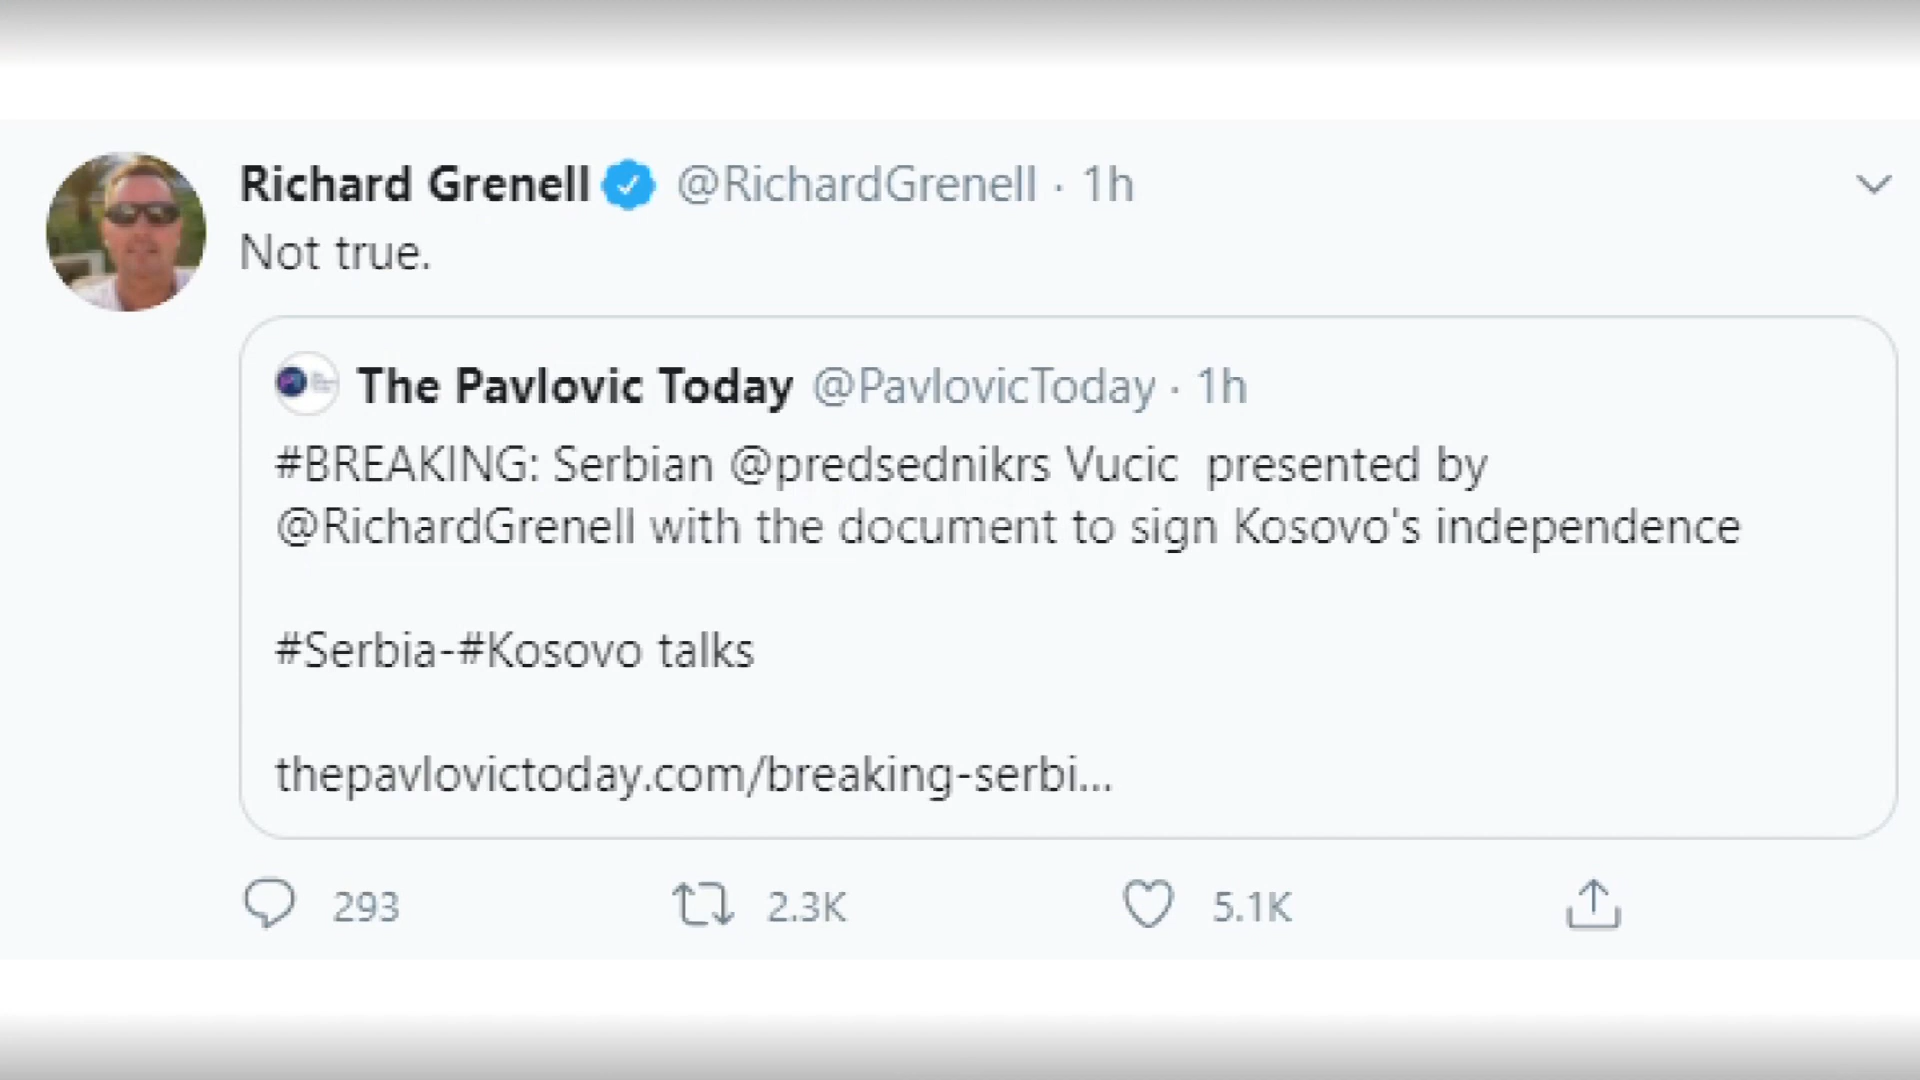 Richard Grenell @RichardGrenell · 1h
Not true.
The Pavlovic Today @PavlovicToday · 1h
#BREAKING: Serbian @predsednikrs Vucic presented by
@RichardGrenell with the document to sign Kosovo's independence
#Serbia-#Kosovo talks
thepavlovictoday.com/breaking-serbi...
293 2.3K 5.1K